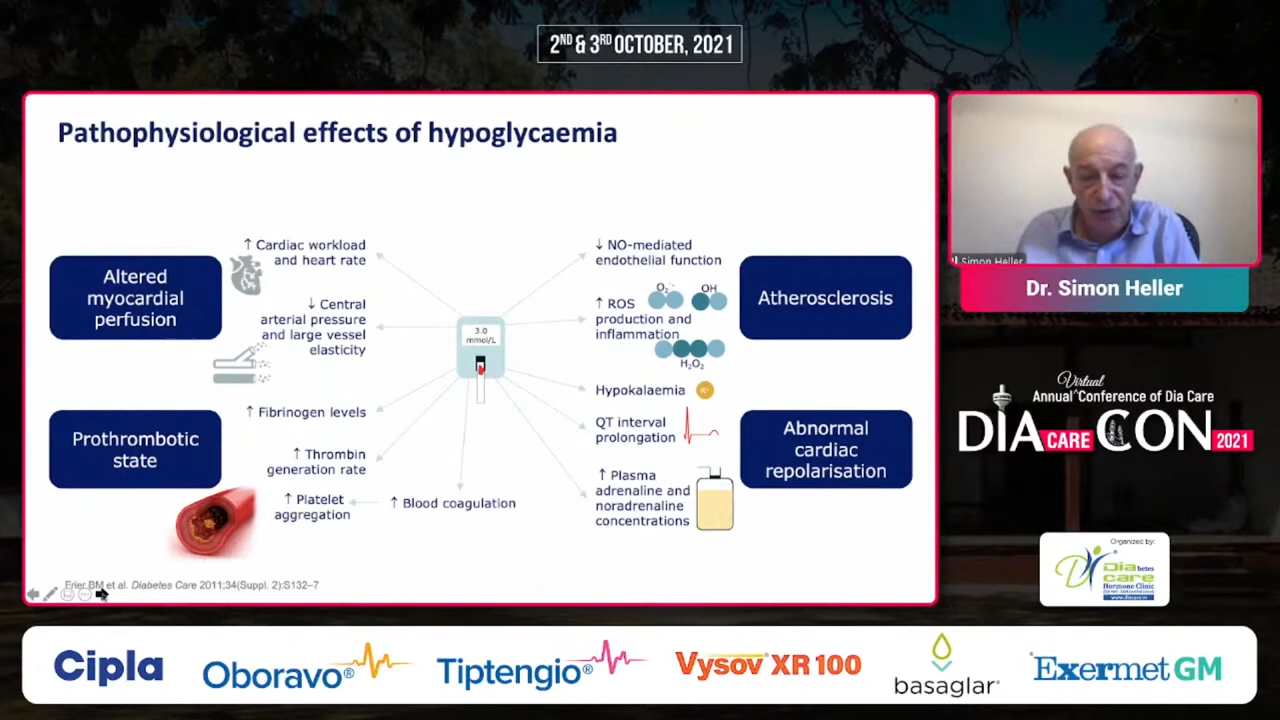 2ND & 3RD OCTOBER, 2021
Pathophysiological effects of hypoglycaemia
Altered
myocardial
perfusion
↑ Cardiac workload
and heart rate
↓ Central
arterial pressure
and large vessel
elasticity
Prothrombotic
state
↑ Fibrinogen levels
↑ Thrombin
generation rate
↑ Platelet
aggregation
↑ Blood coagulation
3.0
mmol/L
↓ NO-mediated
endothelial function
↑ ROS
production and
inflammation
O₂·⁻
OH
H₂O₂
Atherosclerosis
Hypokalaemia
K+
QT interval
prolongation
↑ Plasma
adrenaline and
noradrenaline
concentrations
Abnormal
cardiac
repolarisation
Frier BM et al. Diabetes Care 2011;34(Suppl. 2):S132–7
Simon Heller
Dr. Simon Heller
Virtual
Annual ^ Conference of Dia Care
DIA CARE CON 2021
Organized by:
Diabetes
care
Hormone Clinic
Cipla
Oboravo®
Tiptengio®
Vysov® XR 100
basaglar®
®Exermet GM